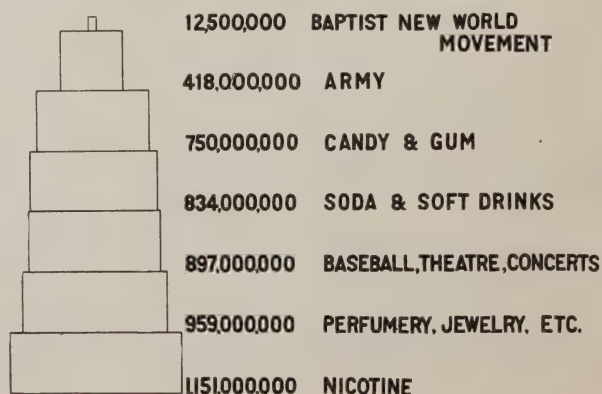 12,500,000 BAPTIST NEW WORLD
MOVEMENT
418,000,000 ARMY
750,000,000 CANDY & GUM
834,000,000 SODA & SOFT DRINKS
897,000,000 BASEBALL, THEATRE, CONCERTS
959,000,000 PERFUMERY, JEWELRY, ETC.
1,151,000,000 NICOTINE